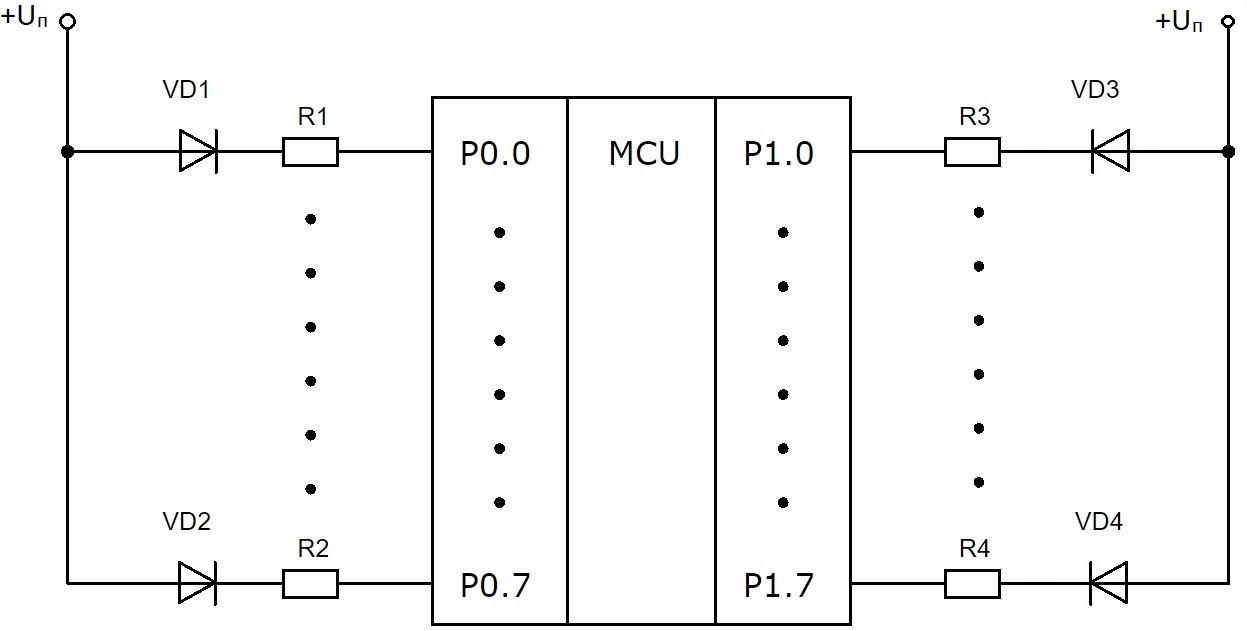 +Uп
+Uп
VD1
VD3
R1
R3
P0.0
MCU
P1.0
VD2
VD4
R2
R4
P0.7
P1.7